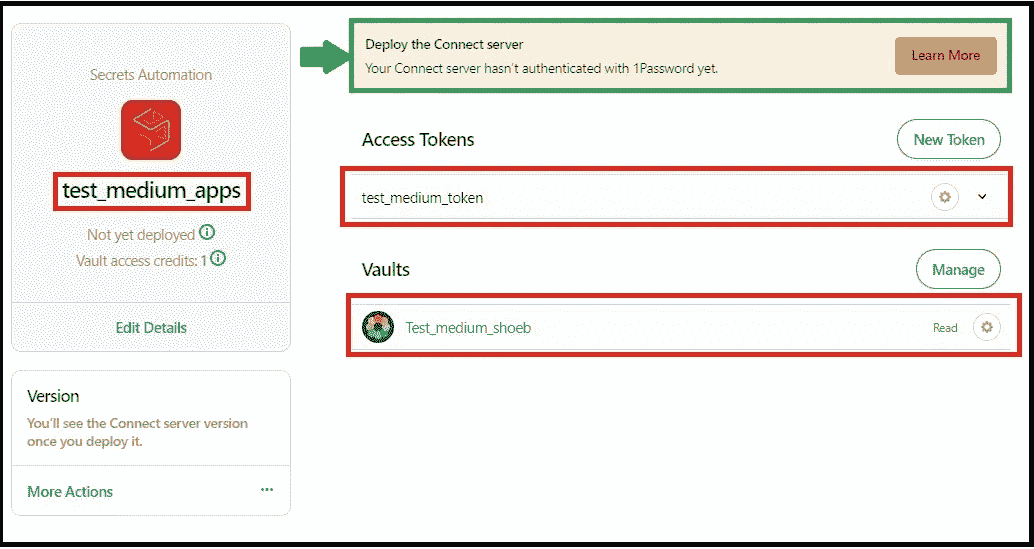 Secrets Automation
test_medium_apps
Not yet deployed
Vault access credits: 1
Edit Details
Version
You'll see the Connect server version
once you deploy it.
More Actions
Deploy the Connect server
Your Connect server hasn't authenticated with 1Password yet.
Learn More
Access Tokens
New Token
test_medium_token
Vaults
Manage
Test_medium_shoeb
Read